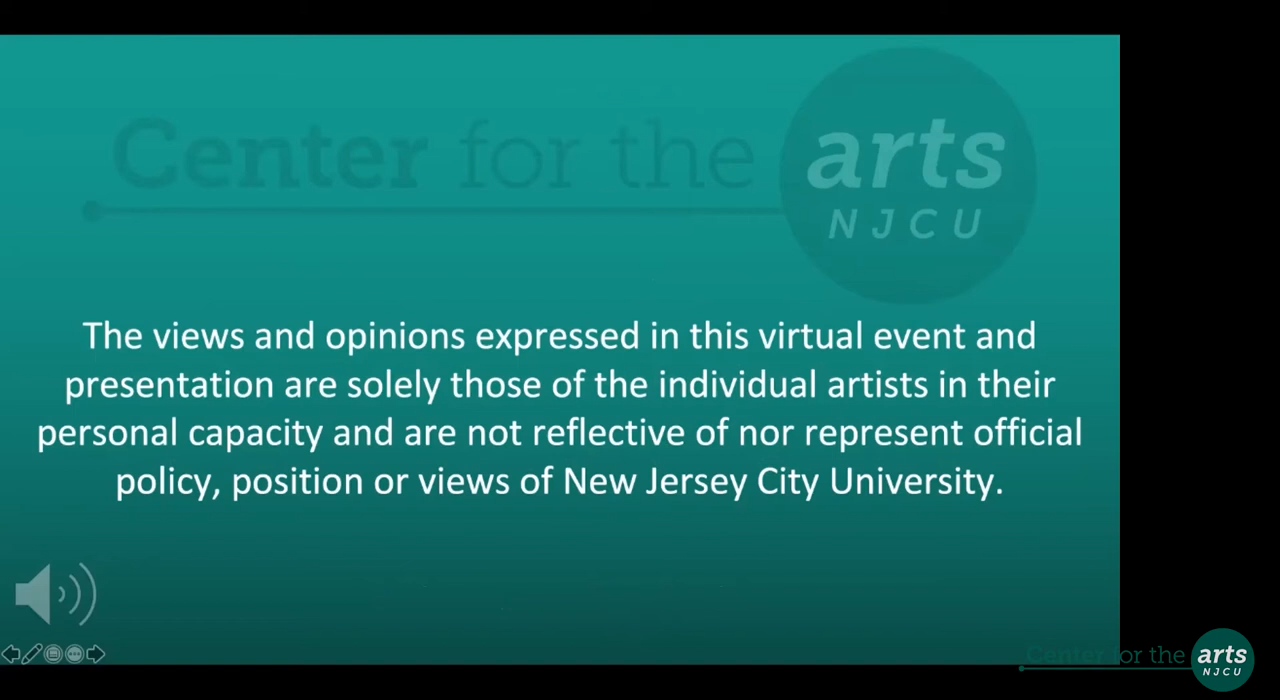 Center for the arts
NJCU
The views and opinions expressed in this virtual event and
presentation are solely those of the individual artists in their
personal capacity and are not reflective of nor represent official
policy, position or views of New Jersey City University.
Center for the arts
NJCU